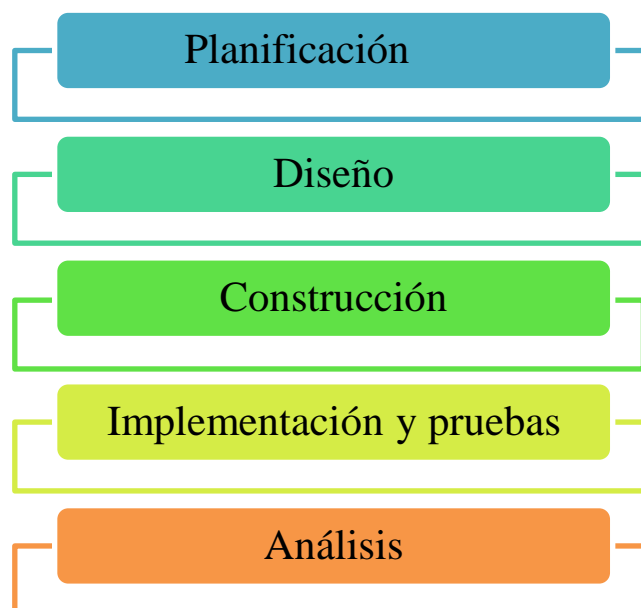 Planificación
Diseño
Construcción
Implementación y pruebas
Análisis